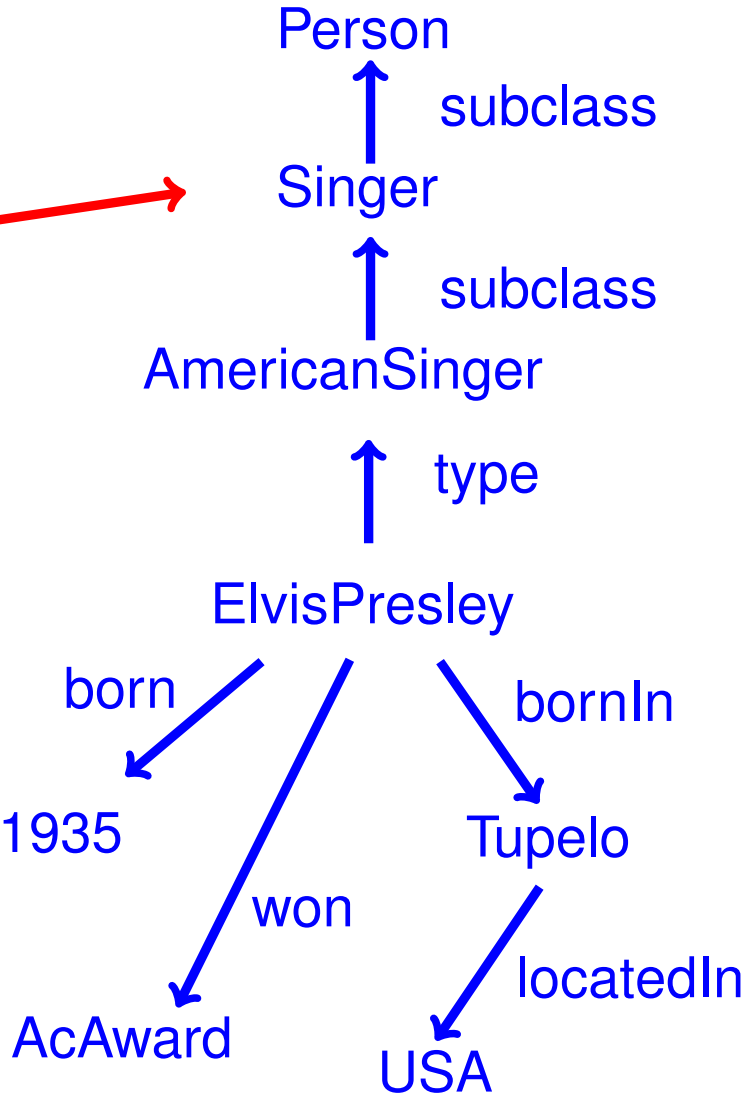 Person
subclass
Singer
subclass
AmericanSinger
type
ElvisPresley
born
bornIn
1935
Tupelo
won
locatedIn
AcAward
USA